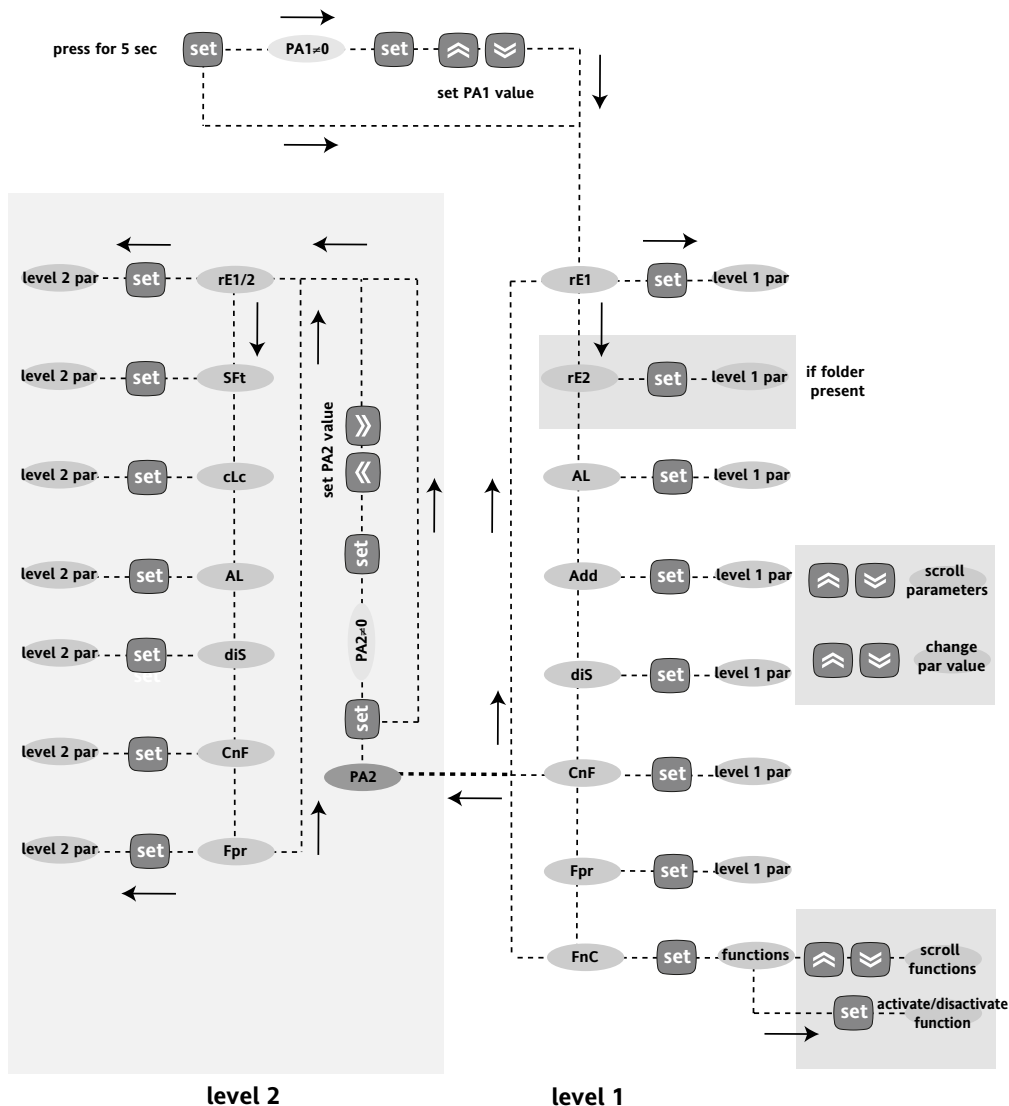 press for 5 sec
set
PA1≠0
set
set PA1 value
level 2 par
set
rE1/2
rE1
set
level 1 par
level 2 par
set
SFt
rE2
set
level 1 par
if folder
present
set PA2 value
level 2 par
set
cLc
AL
set
level 1 par
set
level 2 par
set
AL
Add
set
level 1 par
scroll
parameters
PA2≠0
level 2 par
set
set
diS
diS
set
level 1 par
change
par value
set
level 2 par
set
CnF
PA2
CnF
set
level 1 par
level 2 par
set
Fpr
Fpr
set
level 1 par
FnC
set
functions
scroll
functions
set
activate/disactivate
function
level 2
level 1